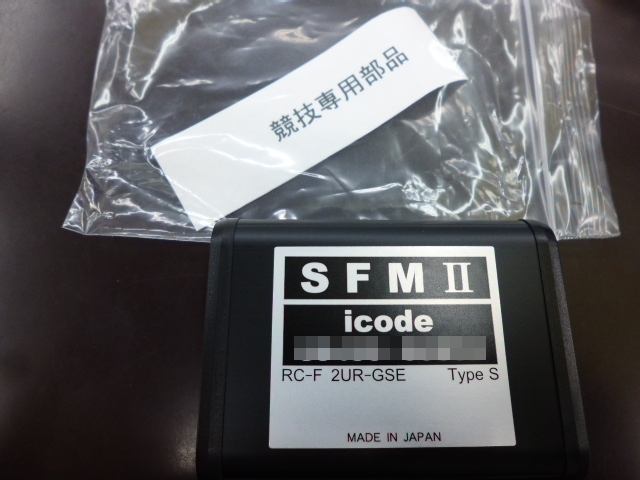 競技専用部品
SFMⅡ
icode
RC-F 2UR-GSE Type S
MADE IN JAPAN